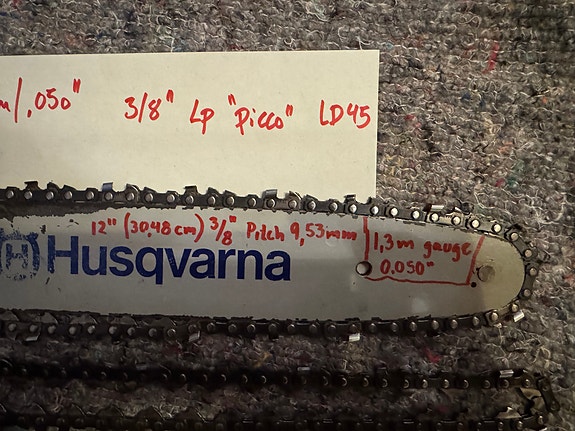 m/.050" 3/8" Lp "Picco" LD45
12" (30,48 cm) 3/8" Pitch 9,53mm
1,3m gauge
0.050"
H Husqvarna